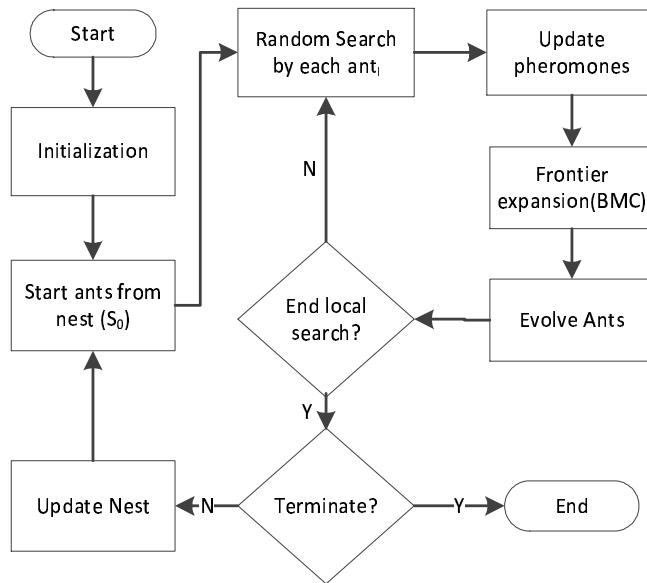 Start
Initialization
Start ants from
nest (S₀)
Random Search
by each antᵢ
Update
pheromones
Frontier
expansion(BMC)
Evolve Ants
End local
search?
N
Y
Terminate?
N
Y
Update Nest
End